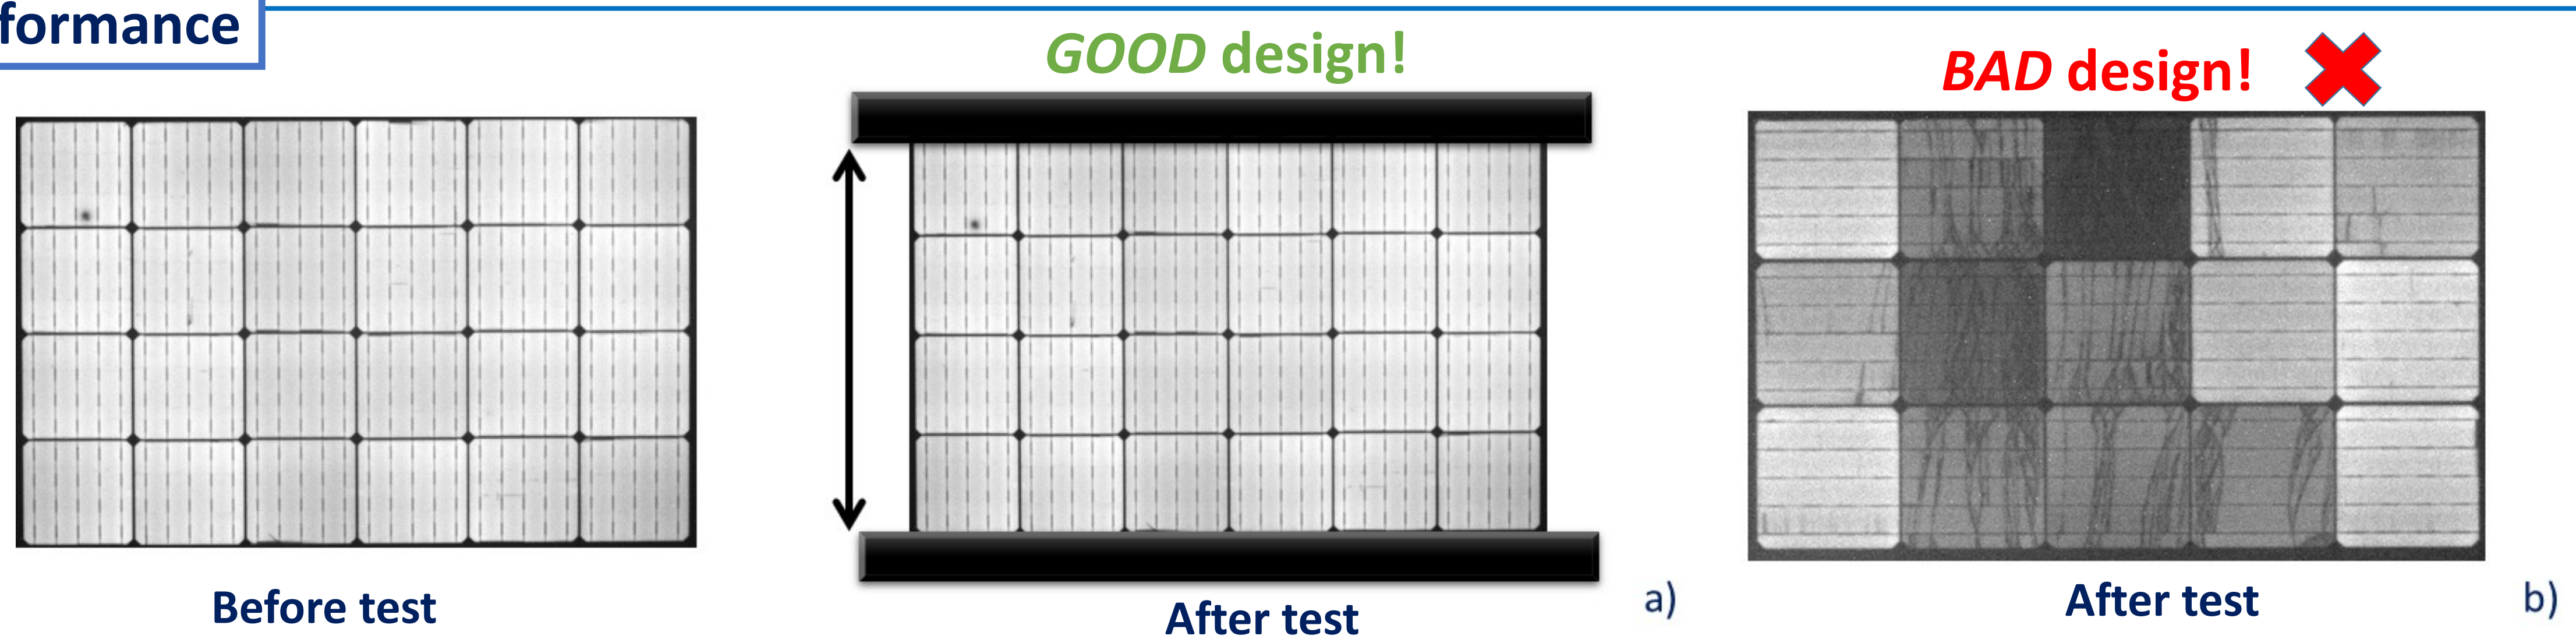 formance
GOOD design!
BAD design!
Before test
After test
a)
After test
b)